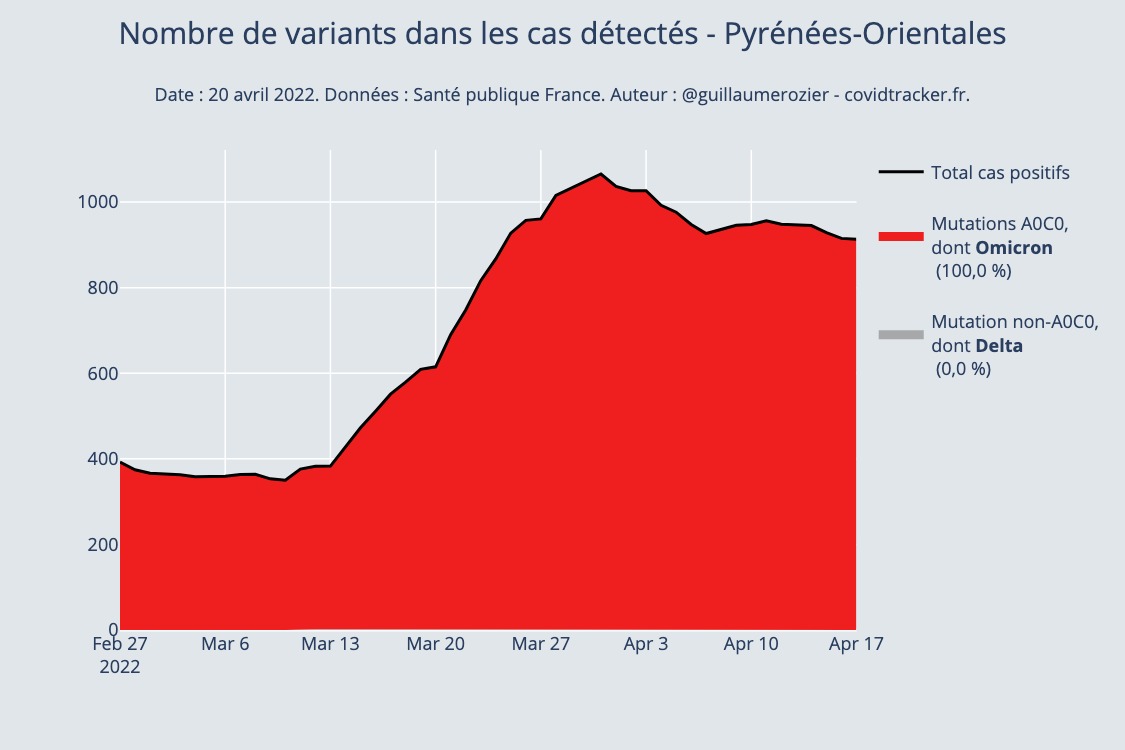 Nombre de variants dans les cas détectés - Pyrénées-Orientales
Date : 20 avril 2022. Données : Santé publique France. Auteur : @guillaumerozier - covidtracker.fr.
1000
800
600
400
200
0
Feb 27
2022
Mar 6
Mar 13
Mar 20
Mar 27
Apr 3
Apr 10
Apr 17
Total cas positifs
Mutations A0C0,
dont Omicron
(100,0 %)
Mutation non-A0C0,
dont Delta
(0,0 %)